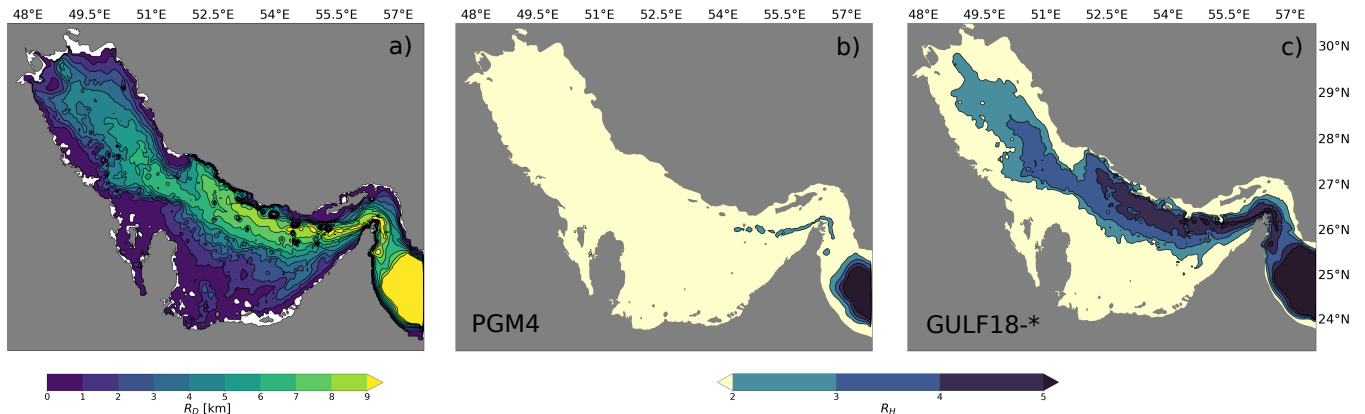 48°E 49.5°E 51°E 52.5°E 54°E 55.5°E 57°E
48°E 49.5°E 51°E 52.5°E 54°E 55.5°E 57°E
48°E 49.5°E 51°E 52.5°E 54°E 55.5°E 57°E
a)
b)
c)
30°N
29°N
28°N
27°N
26°N
25°N
24°N
PGM4
GULF18-*
0 1 2 3 4 5 6 7 8 9
R_D [km]
2 3 4 5
R_H